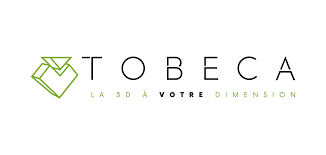 TOBECA
LA 3D À VOTRE DIMENSION